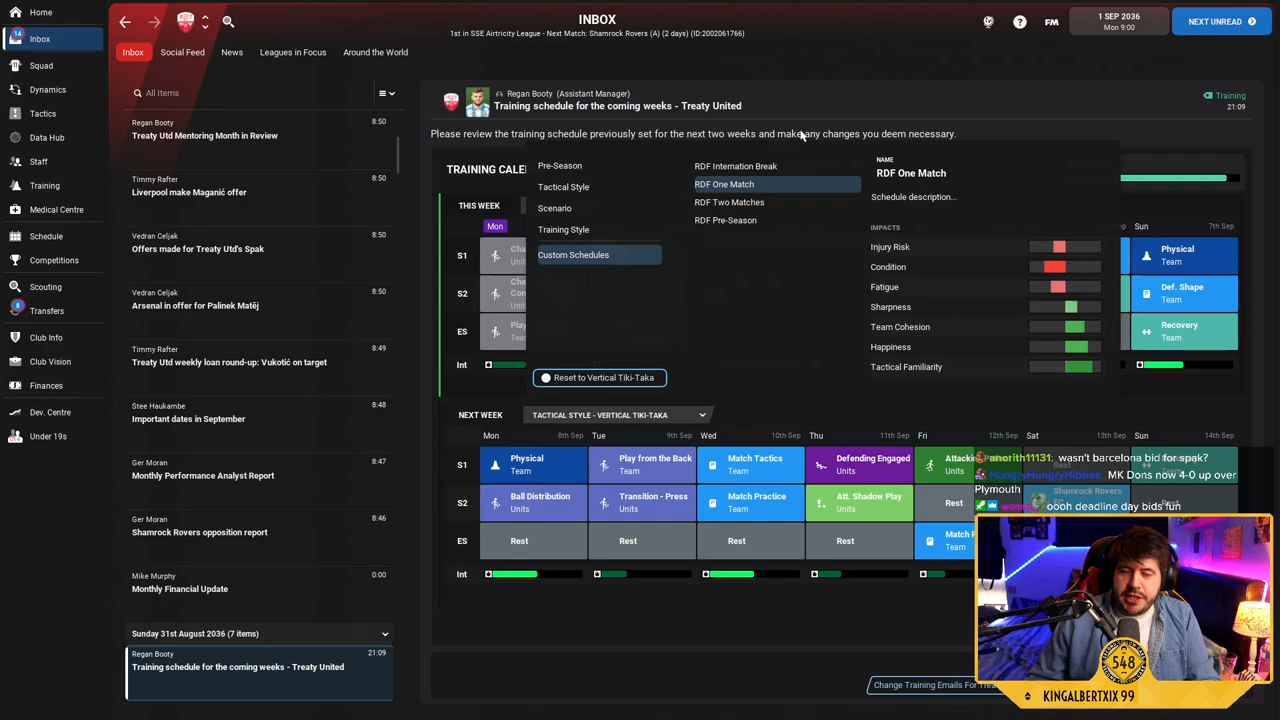 Home
INBOX
1st in SSE Airtricity League - Next Match: Shamrock Rovers (A) (2 days) (ID:2002061766)
FM
1 SEP 2036
Mon 9:00
NEXT UNREAD
14
Inbox
Squad
Dynamics
Tactics
Data Hub
Staff
Training
Medical Centre
Schedule
Competitions
Scouting
8
Transfers
Club Info
Club Vision
Finances
Dev. Centre
Under 19s
Inbox
Social Feed
News
Leagues in Focus
Around the World
All Items
Regan Booty
8:50
Treaty Utd Mentoring Month in Review
Timmy Rafter
8:50
Liverpool make Maganić offer
Vedran Celjak
8:50
Offers made for Treaty Utd's Spak
Vedran Celjak
8:50
Arsenal in offer for Palinek Matěj
Timmy Rafter
8:49
Treaty Utd weekly loan round-up: Vukotić on target
Stee Haukambe
8:48
Important dates in September
Ger Moran
8:47
Monthly Performance Analyst Report
Ger Moran
8:46
Shamrock Rovers opposition report
Mike Murphy
0:00
Monthly Financial Update
Sunday 31st August 2036 (7 items)
Regan Booty
21:09
Training schedule for the coming weeks - Treaty United
Regan Booty (Assistant Manager)
Training schedule for the coming weeks - Treaty United
Training
21:09
Please review the training schedule previously set for the next two weeks and make any changes you deem necessary.
TRAINING CALE
THIS WEEK
Mon
S1
S2
ES
Int
Pre-Season
Tactical Style
Scenario
Training Style
Custom Schedules
Reset to Vertical Tiki-Taka
RDF Internation Break
RDF One Match
RDF Two Matches
RDF Pre-Season
NAME
RDF One Match
Schedule description...
IMPACTS
Injury Risk
Condition
Fatigue
Sharpness
Team Cohesion
Happiness
Tactical Familiarity
Sun
7th Sep
Physical
Team
Def. Shape
Team
Recovery
Team
NEXT WEEK
TACTICAL STYLE - VERTICAL TIKI-TAKA
Mon
8th Sep
Tue
9th Sep
Wed
10th Sep
Thu
11th Sep
Fri
12th Sep
Sat
13th Sep
Sun
14th Sep
S1
Physical
Team
Play from the Back
Units
Match Tactics
Team
Defending Engaged
Units
Units
S2
Ball Distribution
Units
Transition - Press
Units
Match Practice
Team
Att. Shadow Play
Units
Rest
Shamrock Rovers
ES
Rest
Rest
Rest
Rest
Team
Int
amorith11131: wasn't barcelona bid for spak?
HungryHungryHibbos: MK Dons now 4-0 up over
Plymouth
oooh deadline day bids fun
Change Training Emails For Trea
548
KINGALBERTXIX 99